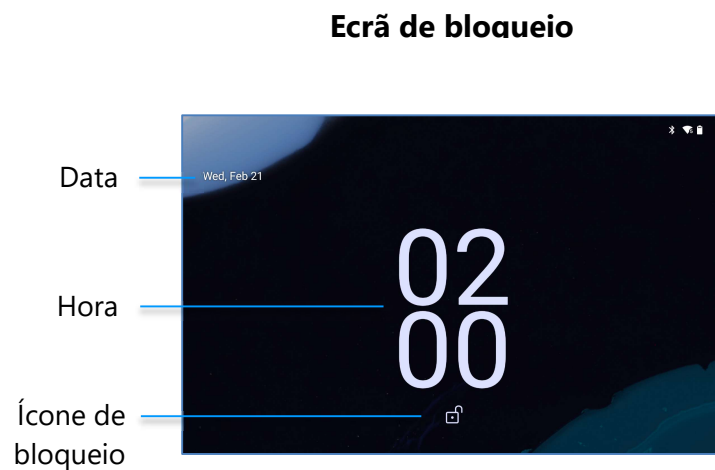 Ecrã de bloqueio
Data
Wed, Feb 21
Hora
02
00
Ícone de
bloqueio